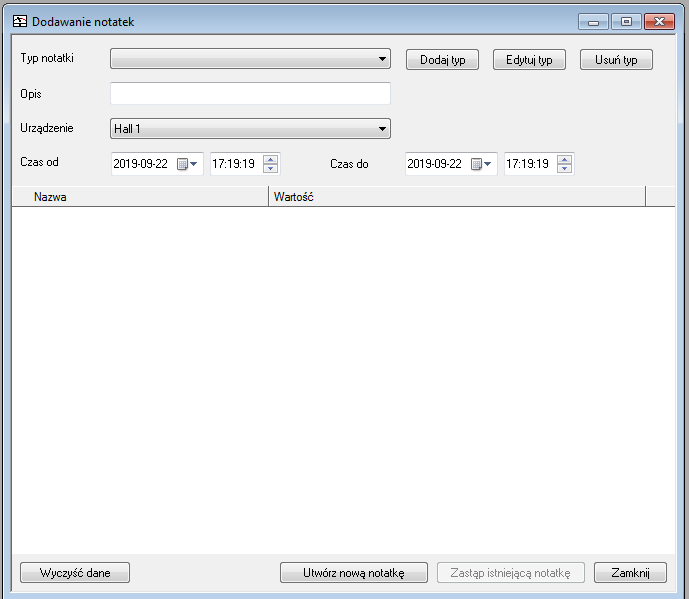 Dodawanie notatek
Typ notatki Dodaj typ Edytuj typ Usuń typ
Opis
Urządzenie Hall 1
Czas od 2019-09-22 17:19:19 Czas do 2019-09-22 17:19:19
Nazwa Wartość
Wyczyść dane Utwórz nową notatkę Zastąp istniejącą notatkę Zamknij